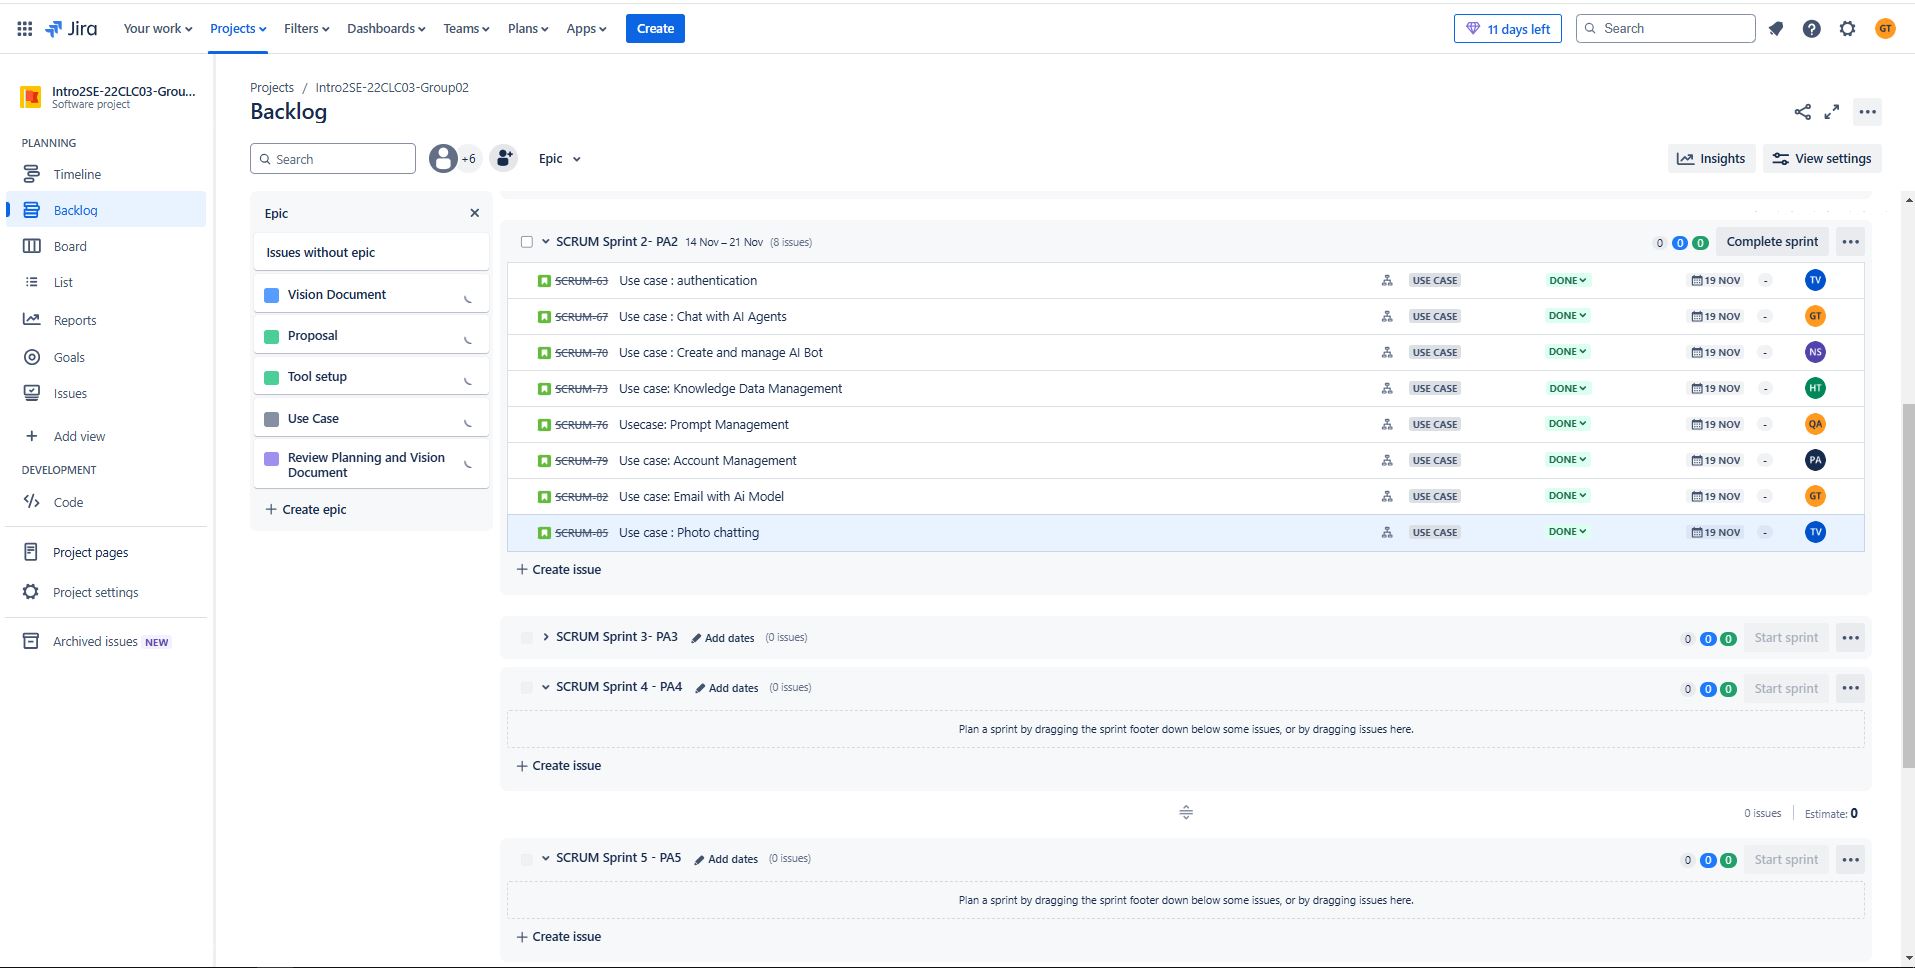 Jira Your work Projects Filters Dashboards Teams Plans Apps Create 11 days left Search GT
Intro2SE-22CLC03-Grou...
Software project
PLANNING
Timeline
Backlog
Board
List
Reports
Goals
Issues
Add view
DEVELOPMENT
Code
Project pages
Project settings
Archived issues NEW
Projects / Intro2SE-22CLC03-Group02
Backlog
Search +6 Epic Insights View settings
Epic
Issues without epic
Vision Document
Proposal
Tool setup
Use Case
Review Planning and Vision
Document
Create epic
SCRUM Sprint 2- PA2 14 Nov – 21 Nov (8 issues) 0 0 0 Complete sprint
SCRUM-63 Use case : authentication USE CASE DONE 19 NOV - TV
SCRUM-67 Use case : Chat with AI Agents USE CASE DONE 19 NOV - GT
SCRUM-70 Use case : Create and manage AI Bot USE CASE DONE 19 NOV - NS
SCRUM-73 Use case: Knowledge Data Management USE CASE DONE 19 NOV - HT
SCRUM-76 Usecase: Prompt Management USE CASE DONE 19 NOV - QA
SCRUM-79 Use case: Account Management USE CASE DONE 19 NOV - PA
SCRUM-82 Use case: Email with Ai Model USE CASE DONE 19 NOV - GT
SCRUM-85 Use case : Photo chatting USE CASE DONE 19 NOV - TV
Create issue
SCRUM Sprint 3- PA3 Add dates (0 issues) 0 0 0 Start sprint
SCRUM Sprint 4 - PA4 Add dates (0 issues) 0 0 0 Start sprint
Plan a sprint by dragging the sprint footer down below some issues, or by dragging issues here.
Create issue
0 issues Estimate: 0
SCRUM Sprint 5 - PA5 Add dates (0 issues) 0 0 0 Start sprint
Plan a sprint by dragging the sprint footer down below some issues, or by dragging issues here.
Create issue